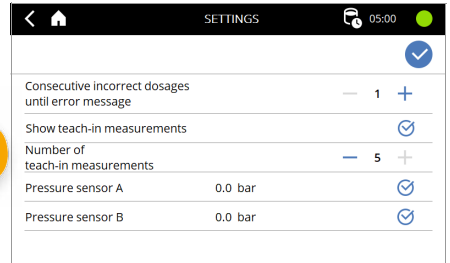 SETTINGS 05:00
Consecutive incorrect dosages
until error message
1
Show teach-in measurements
Number of
teach-in measurements
5
Pressure sensor A 0.0 bar
Pressure sensor B 0.0 bar